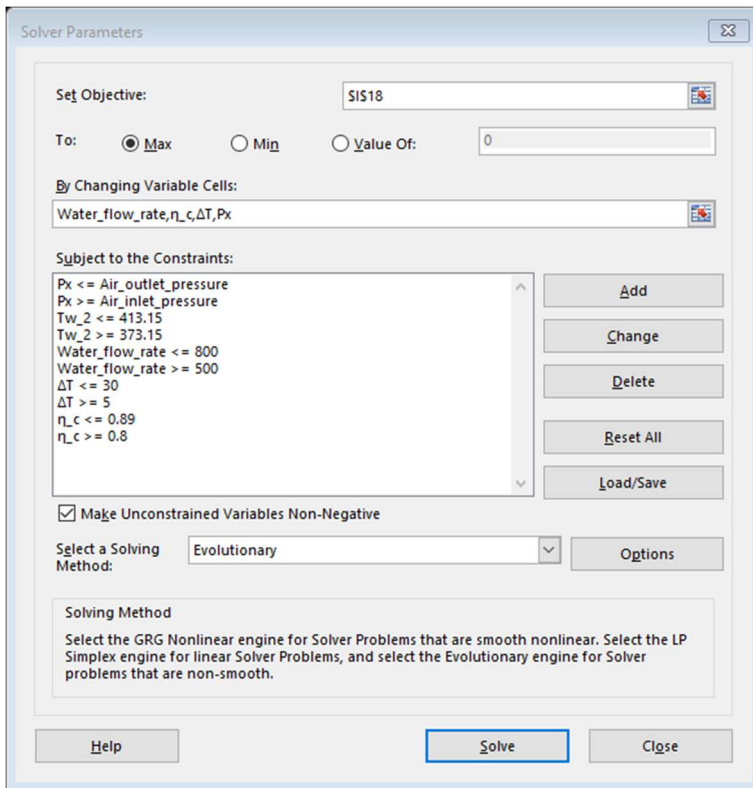 Solver Parameters
Set Objective:
$I$18
To:
Max
Min
Value Of:
0
By Changing Variable Cells:
Water_flow_rate,η_c,ΔT,Px
Subject to the Constraints:
Px <= Air_outlet_pressure
Px >= Air_inlet_pressure
Tw_2 <= 413.15
Tw_2 >= 373.15
Water_flow_rate <= 800
Water_flow_rate >= 500
ΔT <= 30
ΔT >= 5
η_c <= 0.89
η_c >= 0.8
Add
Change
Delete
Reset All
Load/Save
Make Unconstrained Variables Non-Negative
Select a Solving
Method:
Evolutionary
Options
Solving Method
Select the GRG Nonlinear engine for Solver Problems that are smooth nonlinear. Select the LP
Simplex engine for linear Solver Problems, and select the Evolutionary engine for Solver
problems that are non-smooth.
Help
Solve
Close